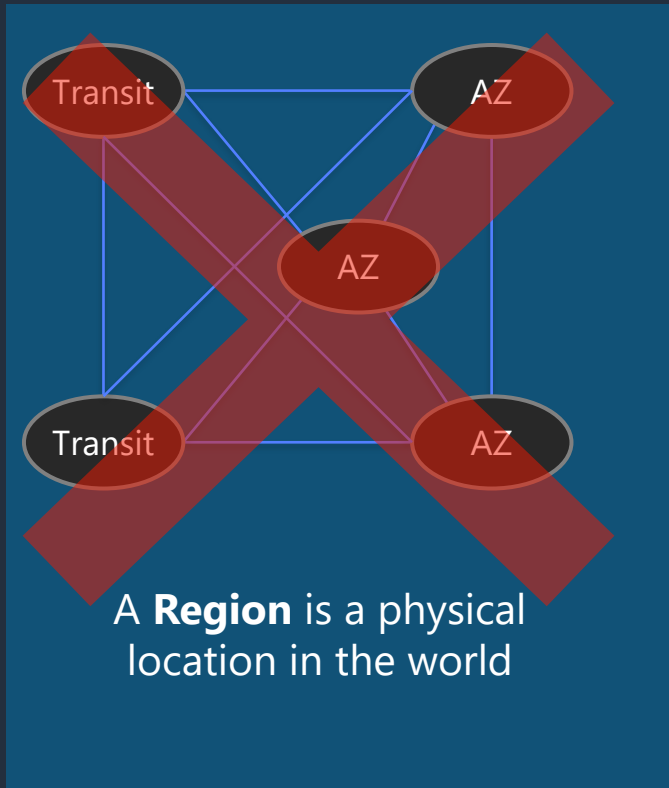 Transit
AZ
AZ
Transit
AZ
A Region is a physical
location in the world